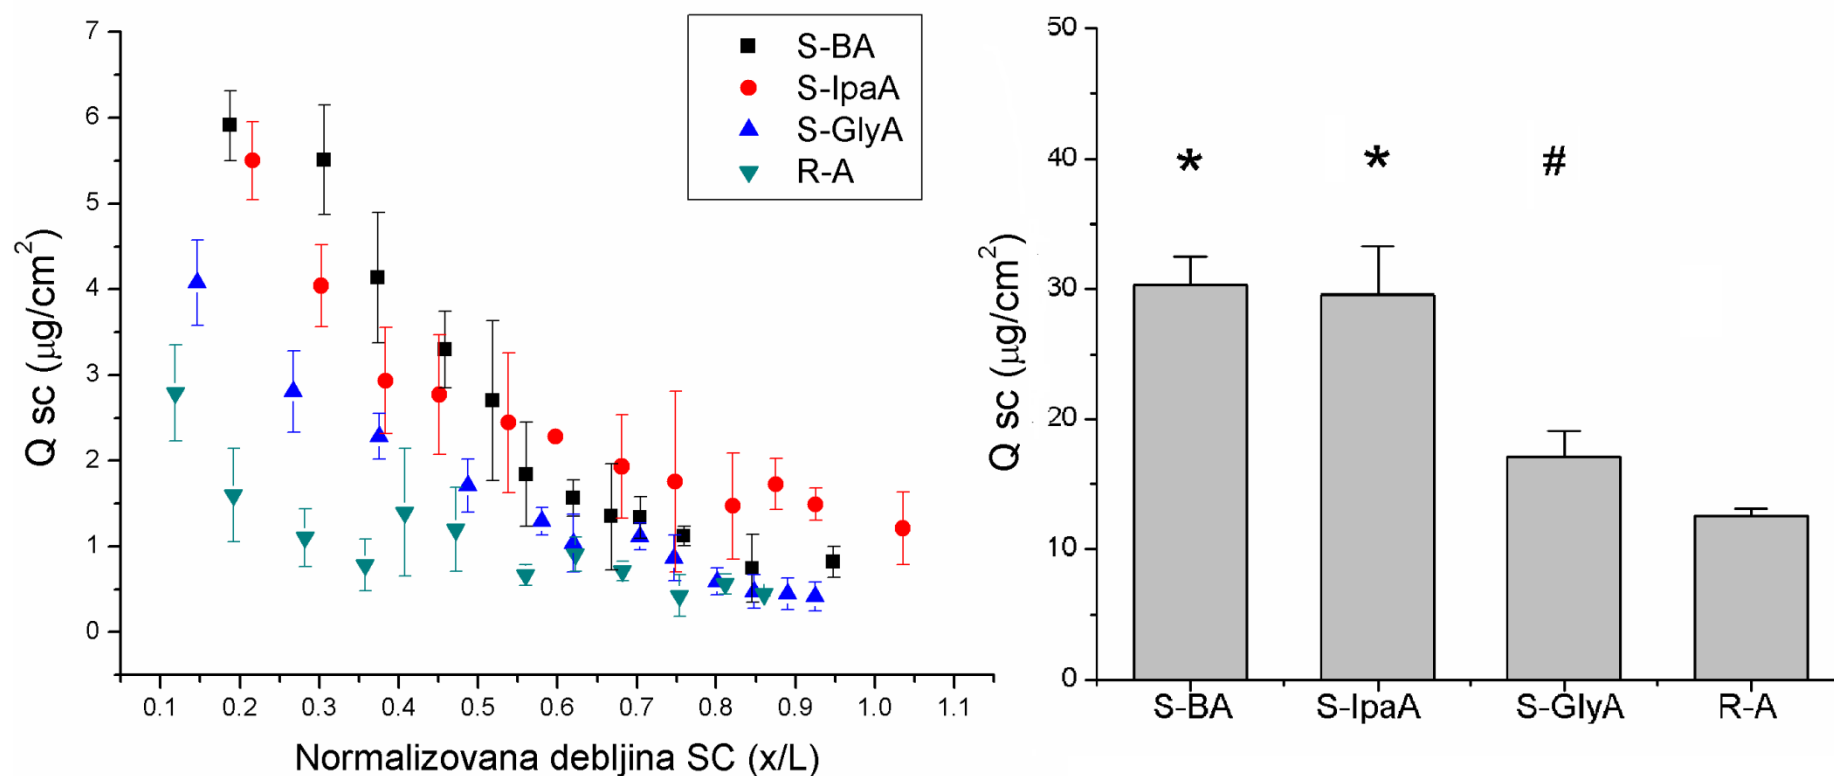 7
6
5
4
3
2
1
0
Q sc (μg/cm²)
S-BA
S-IpaA
S-GlyA
R-A
0.1 0.2 0.3 0.4 0.5 0.6 0.7 0.8 0.9 1.0 1.1
Normalizovana debljina SC (x/L)
50
40
30
20
10
0
Q sc (μg/cm²)
* * #
S-BA S-IpaA S-GlyA R-A